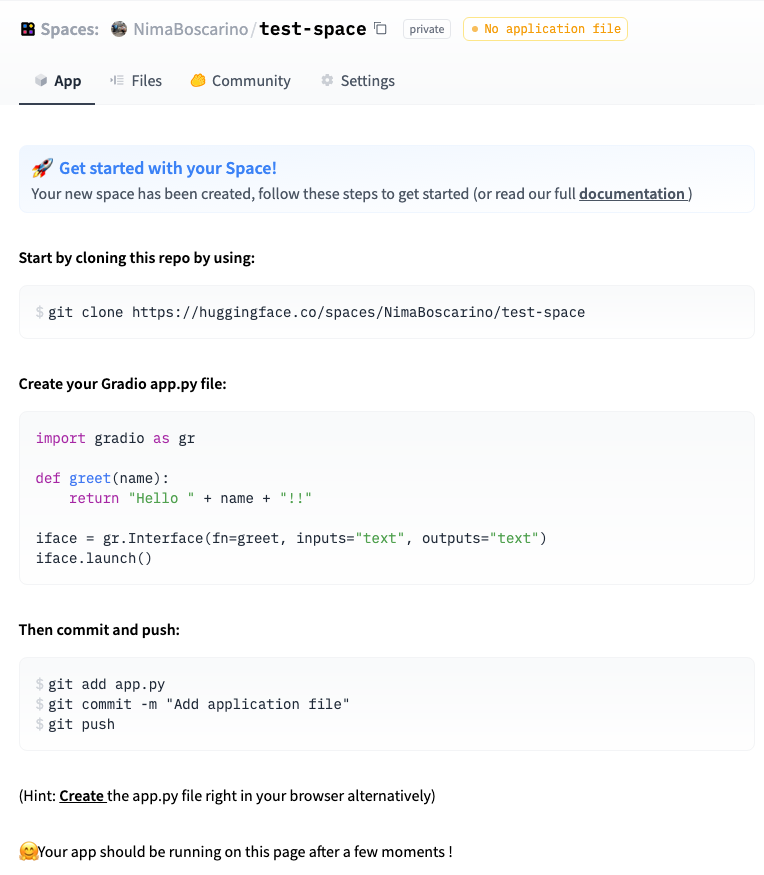 Spaces: NimaBoscarino/test-space private No application file
App Files Community Settings
🚀 Get started with your Space!
Your new space has been created, follow these steps to get started (or read our full documentation )
Start by cloning this repo by using:
$ git clone https://huggingface.co/spaces/NimaBoscarino/test-space
Create your Gradio app.py file:
import gradio as gr
def greet(name):
    return "Hello " + name + "!!"
iface = gr.Interface(fn=greet, inputs="text", outputs="text")
iface.launch()
Then commit and push:
$ git add app.py
$ git commit -m "Add application file"
$ git push
(Hint: Create the app.py file right in your browser alternatively)
🤗Your app should be running on this page after a few moments !